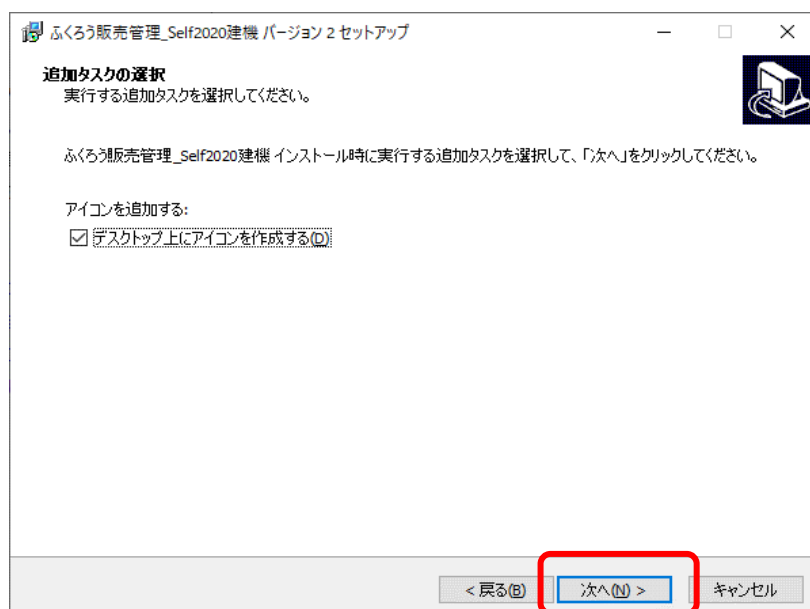 ふくろう販売管理_Self2020建機 バージョン 2 セットアップ
追加タスクの選択
実行する追加タスクを選択してください。
ふくろう販売管理_Self2020建機 インストール時に実行する追加タスクを選択して、「次へ」をクリックしてください。
アイコンを追加する:
デスクトップ上にアイコンを作成する(D)
< 戻る(B) 次へ(N) > キャンセル